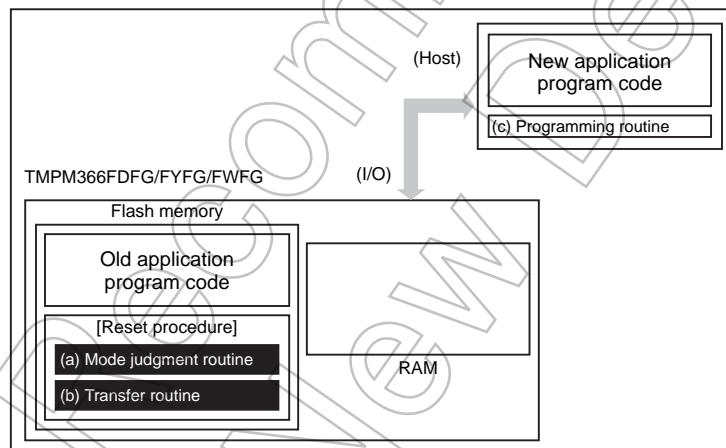 (Host)
New application
program code
(c) Programming routine
(I/O)
TMPM366FDFG/FYFG/FWFG
Flash memory
Old application
program code
[Reset procedure]
(a) Mode judgment routine
(b) Transfer routine
RAM